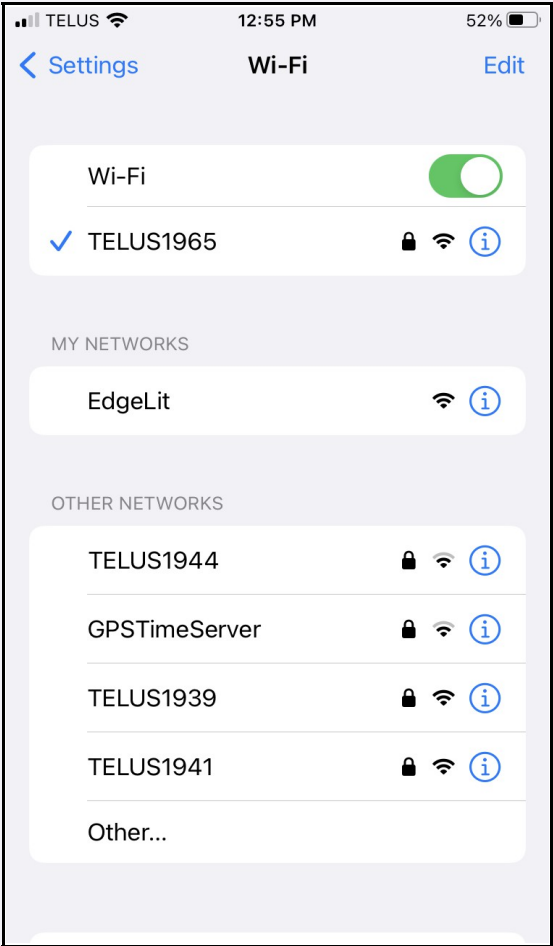 TELUS 12:55 PM 52%
Settings Wi-Fi Edit
Wi-Fi
TELUS1965
MY NETWORKS
EdgeLit
OTHER NETWORKS
TELUS1944
GPSTimeServer
TELUS1939
TELUS1941
Other...